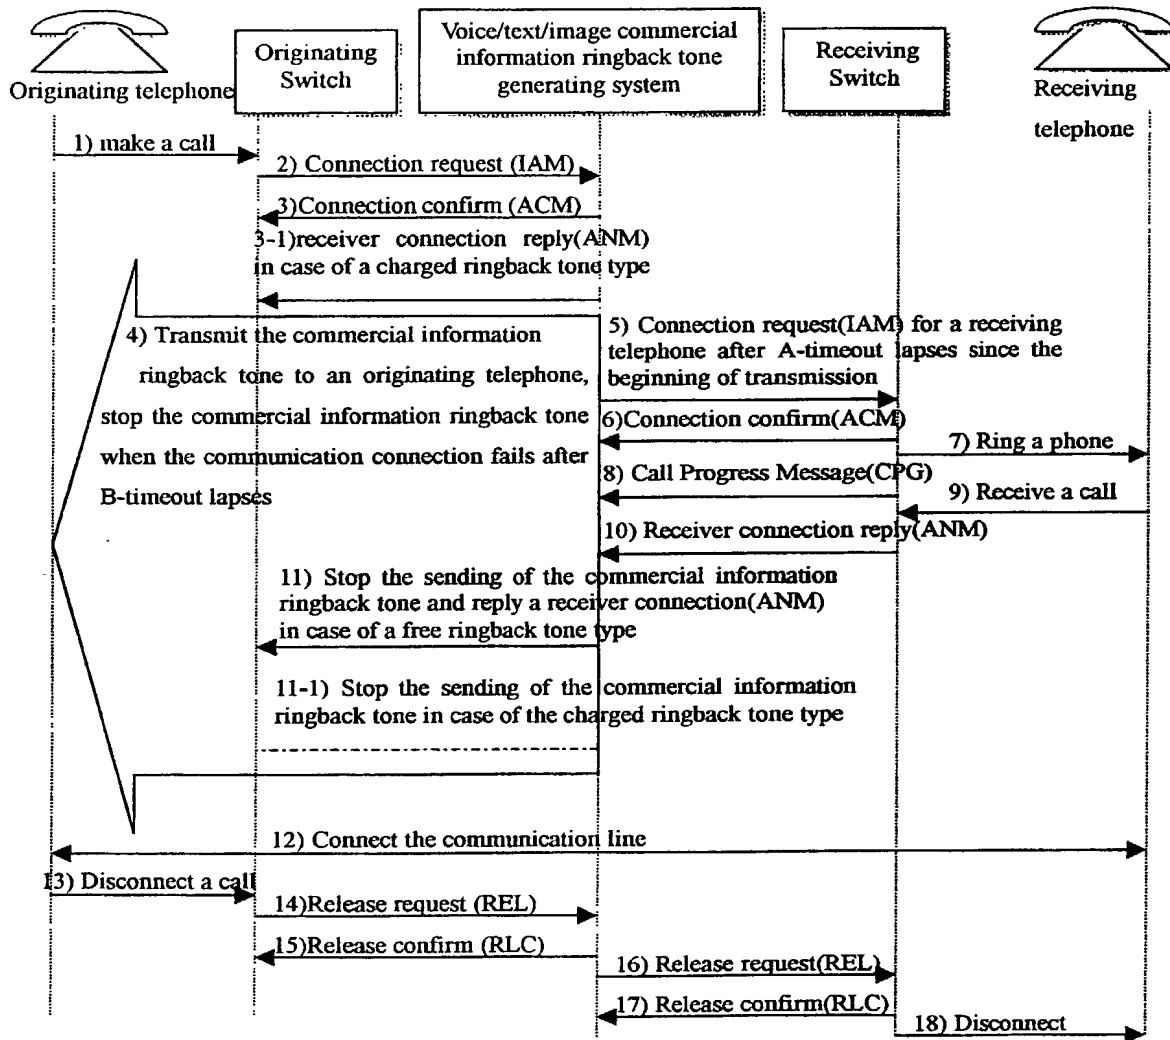 Originating telephone
Originating
Switch
Voice/text/image commercial
information ringback tone
generating system
Receiving
Switch
Receiving
telephone
1) make a call
2) Connection request (IAM)
3)Connection confirm (ACM)
3-1)receiver connection reply(ANM)
in case of a charged ringback tone type
4) Transmit the commercial information
ringback tone to an originating telephone,
stop the commercial information ringback tone
when the communication connection fails after
B-timeout lapses
5) Connection request(IAM) for a receiving
telephone after A-timeout lapses since the
beginning of transmission
6)Connection confirm(ACM)
7) Ring a phone
8) Call Progress Message(CPG)
9) Receive a call
10) Receiver connection reply(ANM)
11) Stop the sending of the commercial information
ringback tone and reply a receiver connection(ANM)
in case of a free ringback tone type
11-1) Stop the sending of the commercial information
ringback tone in case of the charged ringback tone type
12) Connect the communication line
13) Disconnect a call
14)Release request (REL)
15)Release confirm (RLC)
16) Release request(REL)
17) Release confirm(RLC)
18) Disconnect